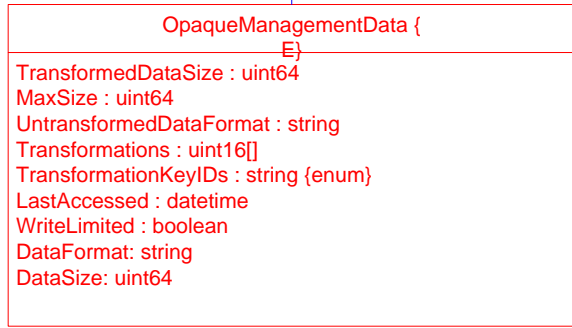 OpaqueManagementData {
E}
TransformedDataSize : uint64
MaxSize : uint64
UntransformedDataFormat : string
Transformations : uint16[]
TransformationKeyIDs : string {enum}
LastAccessed : datetime
WriteLimited : boolean
DataFormat: string
DataSize: uint64